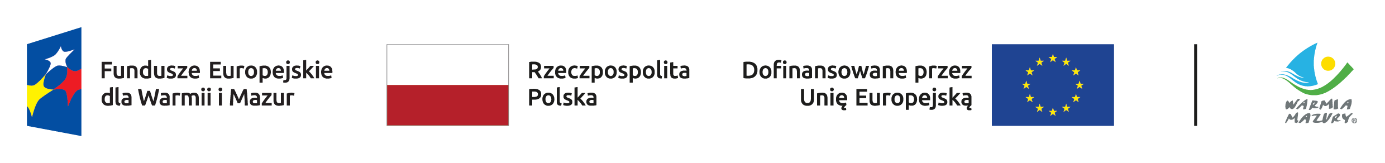 Fundusze Europejskie
dla Warmii i Mazur
Rzeczpospolita
Polska
Dofinansowane przez
Unię Europejską
WARMIA
MAZURY®